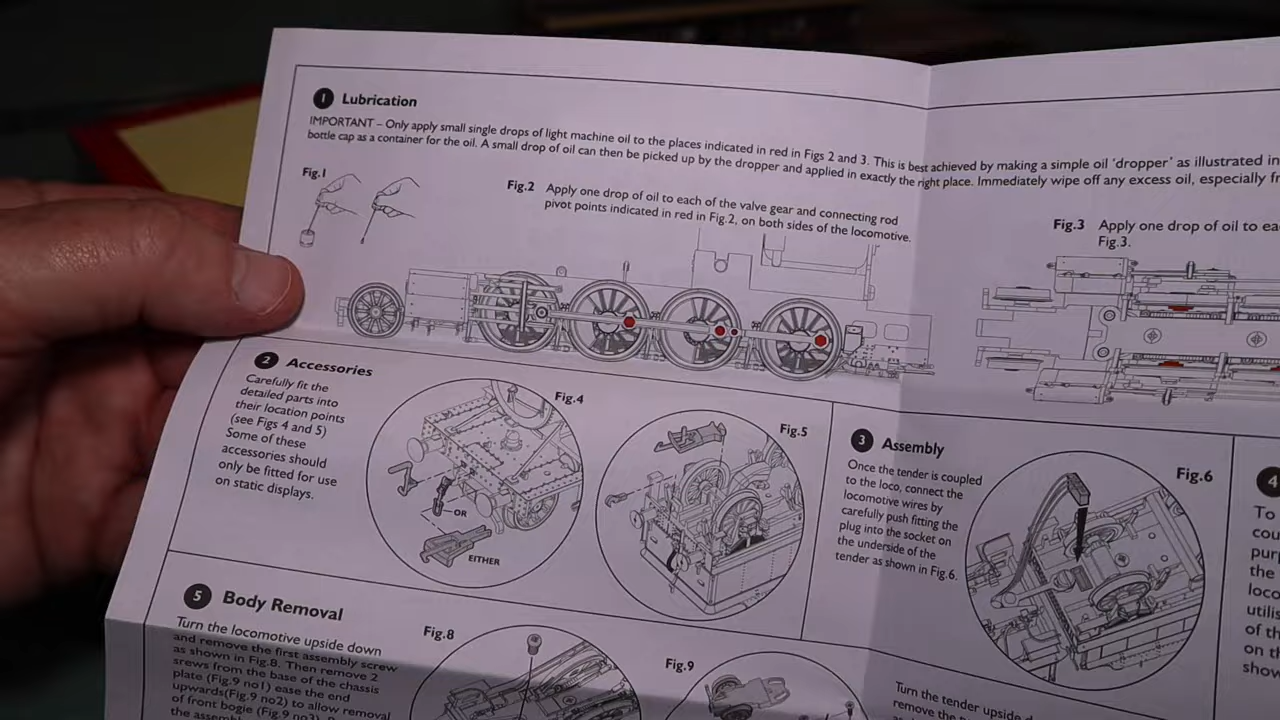 1 Lubrication
IMPORTANT – Only apply small single drops of light machine oil to the places indicated in red in Figs 2 and 3. This is best achieved by making a simple oil 'dropper' as illustrated in
bottle cap as a container for the oil. A small drop of oil can then be picked up by the dropper and applied in exactly the right place. Immediately wipe off any excess oil, especially
Fig.1
Fig.2 Apply one drop of oil to each of the valve gear and connecting rod
pivot points indicated in red in Fig.2, on both sides of the locomotive.
Fig.3 Apply one drop of oil to
Fig.3.
2 Accessories
Carefully fit the
detailed parts into
their location points
(see Figs 4 and 5)
Some of these
accessories should
only be fitted for use
on static displays.
Fig.4
OR
EITHER
Fig.5
3 Assembly
Once the tender is coupled
to the loco, connect the
locomotive wires by
carefully push fitting the
plug into the socket on
the underside of the
tender as shown in Fig.6.
Fig.6
4
To
the
of
on
5 Body Removal
Turn the locomotive upside down
and remove the first assembly screw
as shown in Fig.8. Then remove 2
screws from the base of the chassis
plate (Fig.9 no1) ease the end
upwards(Fig.9 no2) to allow removal
of front bogie (Fig.9 no3),
the
Fig.8
Fig.9
Turn the tender upside
remove the